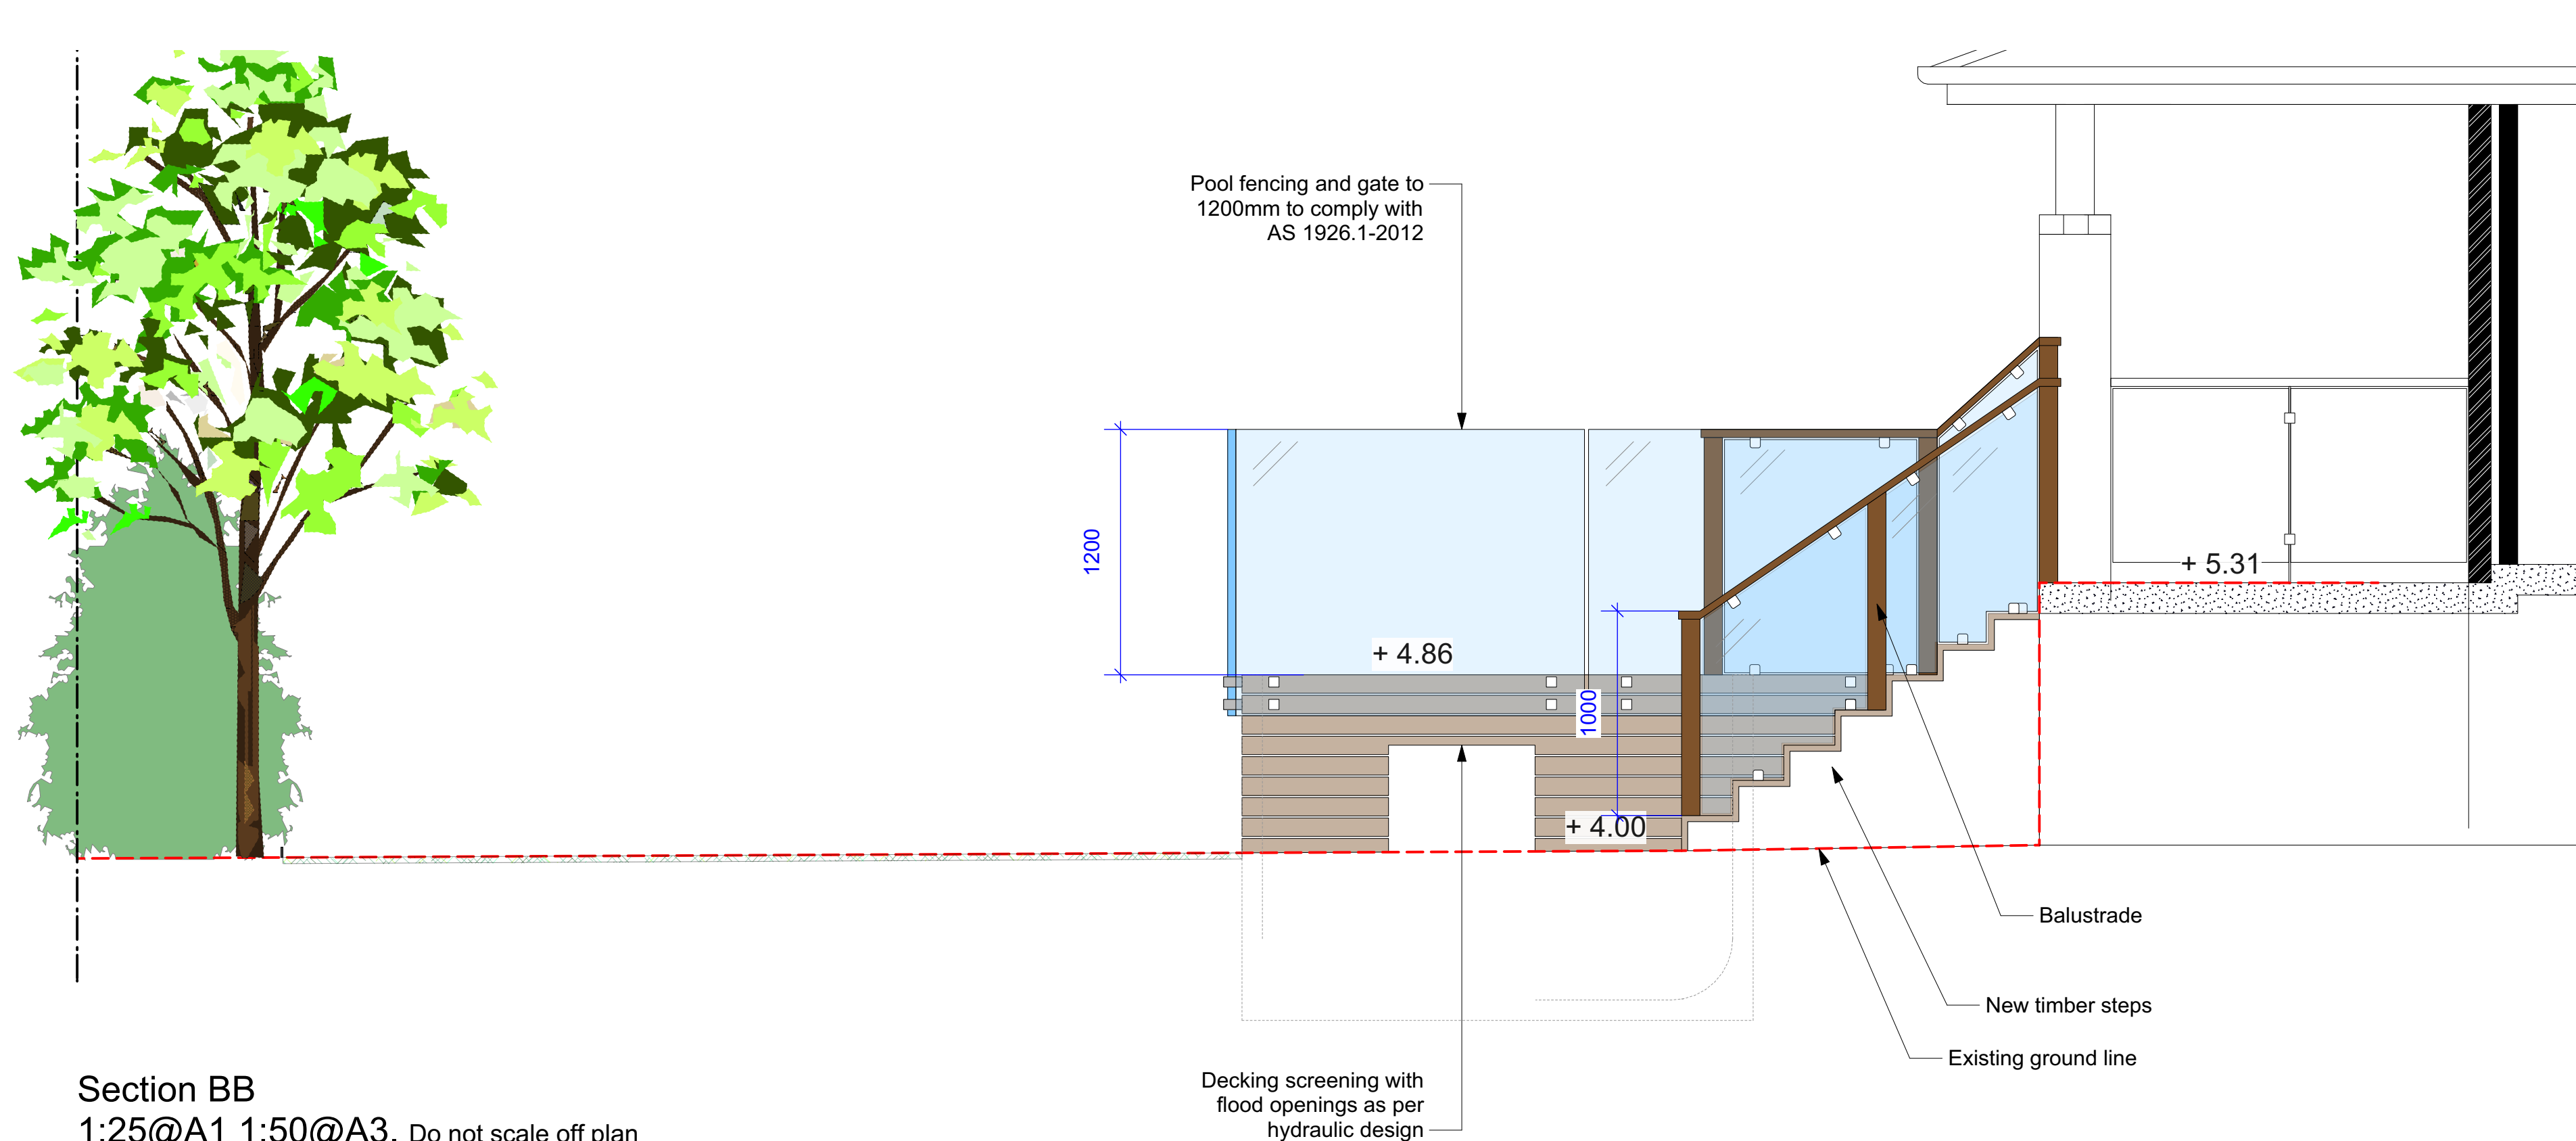 Pool fencing and gate to
1200mm to comply with
AS 1926.1-2012
1200
+ 4.86
1000
+ 4.00
+ 5.31
Balustrade
New timber steps
Existing ground line
Decking screening with
flood openings as per
hydraulic design
Section BB
1:25@A1 1:50@A3. Do not scale off plan